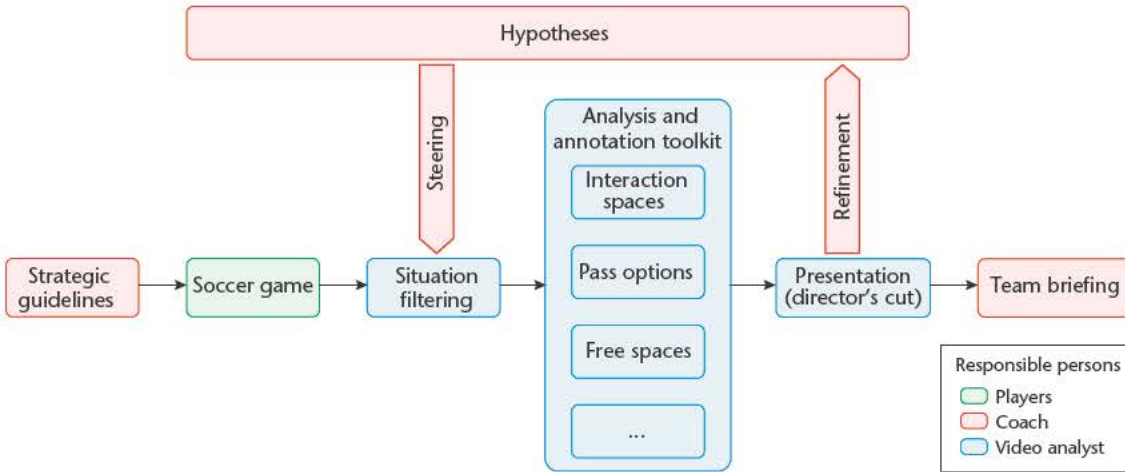 Hypotheses
Steering
Refinement
Analysis and
annotation toolkit
Interaction
spaces
Pass options
Free spaces
...
Strategic
guidelines
Soccer game
Situation
filtering
Presentation
(director's cut)
Team briefing
Responsible persons
Players
Coach
Video analyst